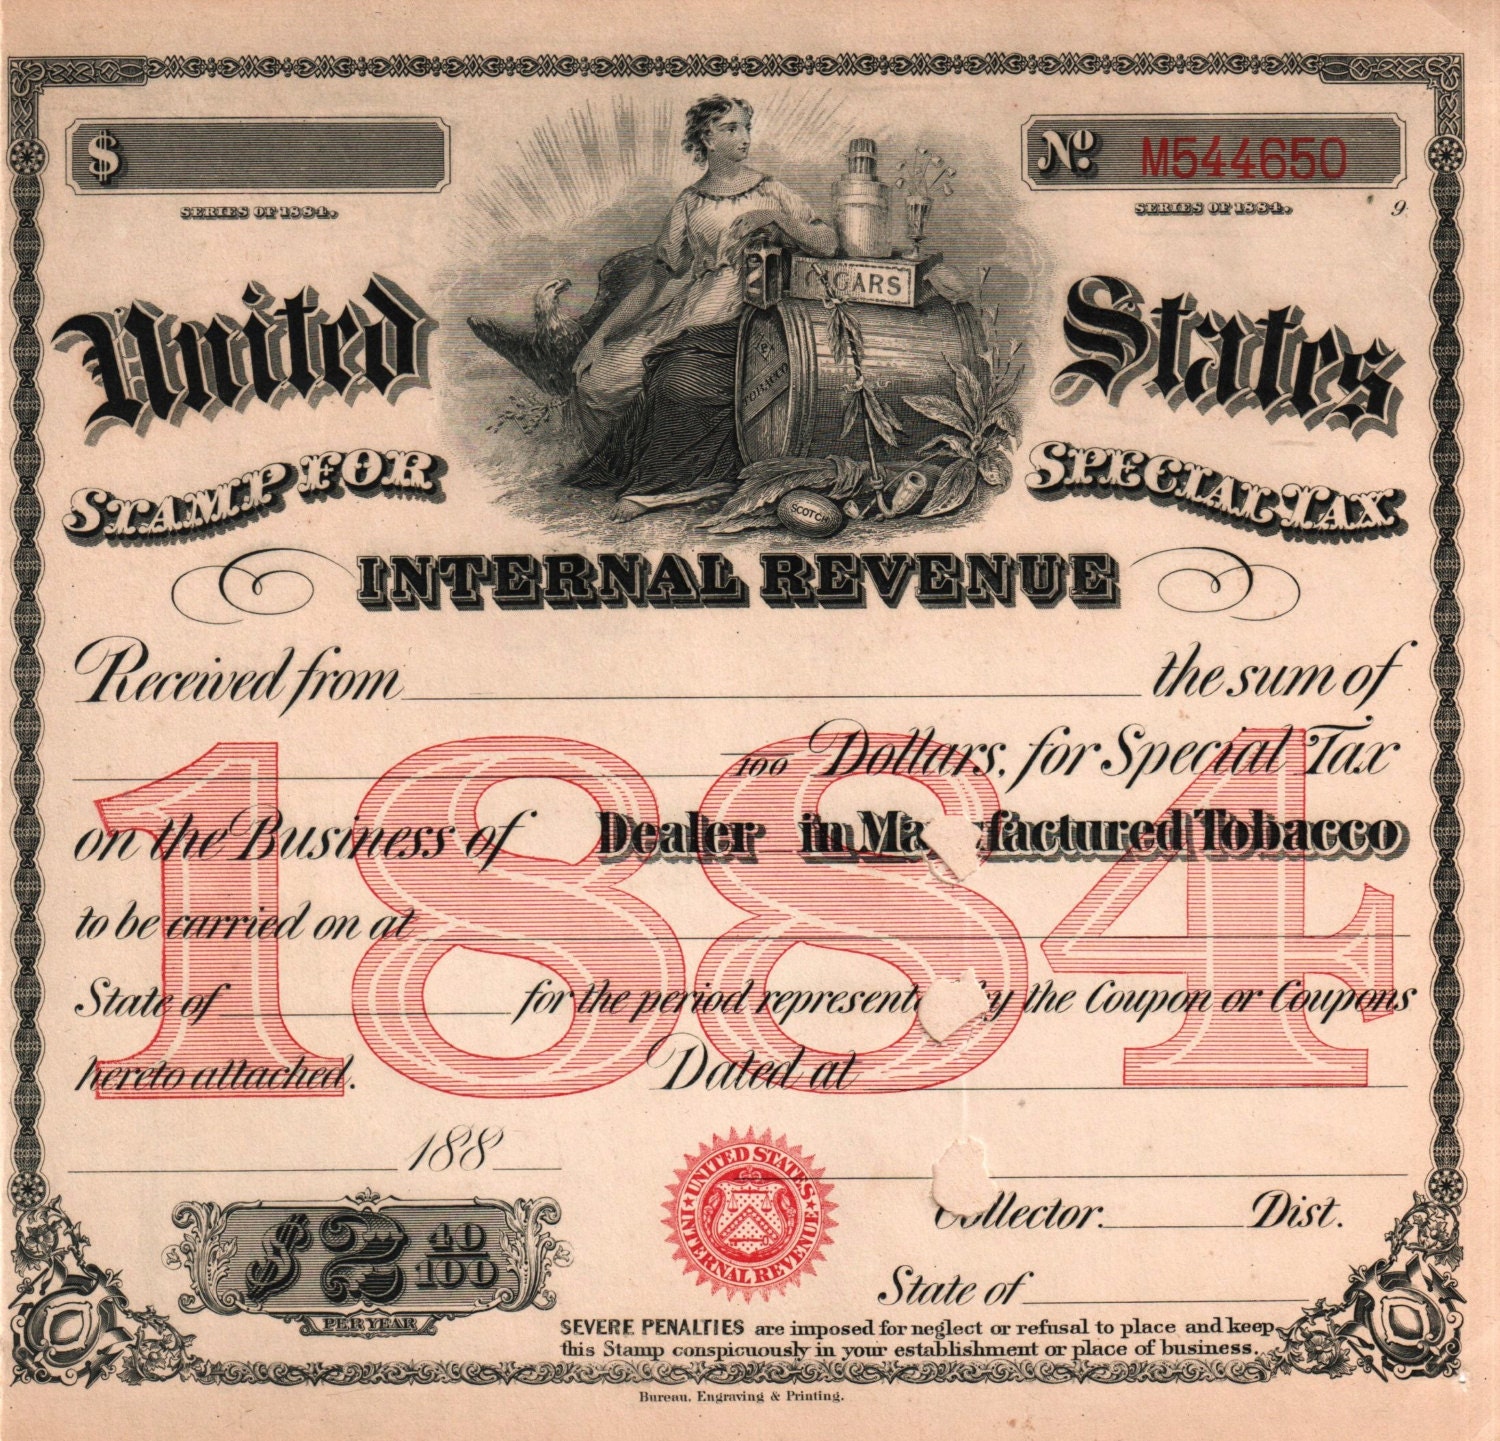 $
Nº. M544650
SERIES OF 1884.
SERIES OF 1884. 9
United States
STAMP FOR SPECIAL TAX
CIGARS
TOBACCO
SCOTCH
INTERNAL REVENUE
Received from the sum of
/100 Dollars, for Special Tax
on the Business of Dealer in Ma factured Tobacco
to be carried on at
State of for the period represent by the Coupon or Coupons
hereto attached. Dated at
1884
188
Collector. Dist.
$2 40/100
PER YEAR
UNITED STATES INTERNAL REVENUE
State of
SEVERE PENALTIES are imposed for neglect or refusal to place and keep
this Stamp conspicuously in your establishment or place of business.
Bureau, Engraving & Printing.